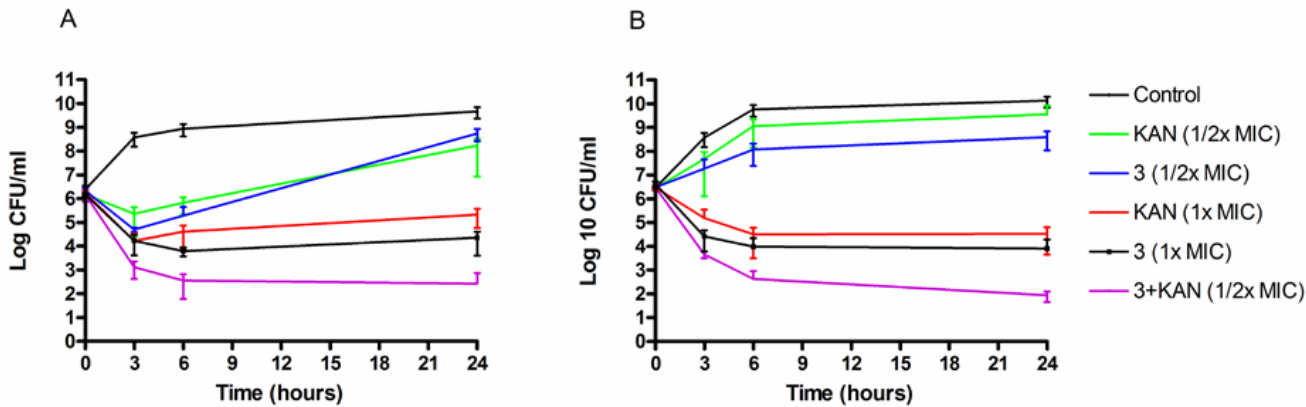 A
B
Log CFU/ml
11
10
9
8
7
6
5
4
3
2
1
0
0 3 6 9 12 15 18 21 24
Time (hours)
Log 10 CFU/ml
11
10
9
8
7
6
5
4
3
2
1
0
0 3 6 9 12 15 18 21 24
Time (hours)
Control
KAN (1/2x MIC)
3 (1/2x MIC)
KAN (1x MIC)
3 (1x MIC)
3+KAN (1/2x MIC)